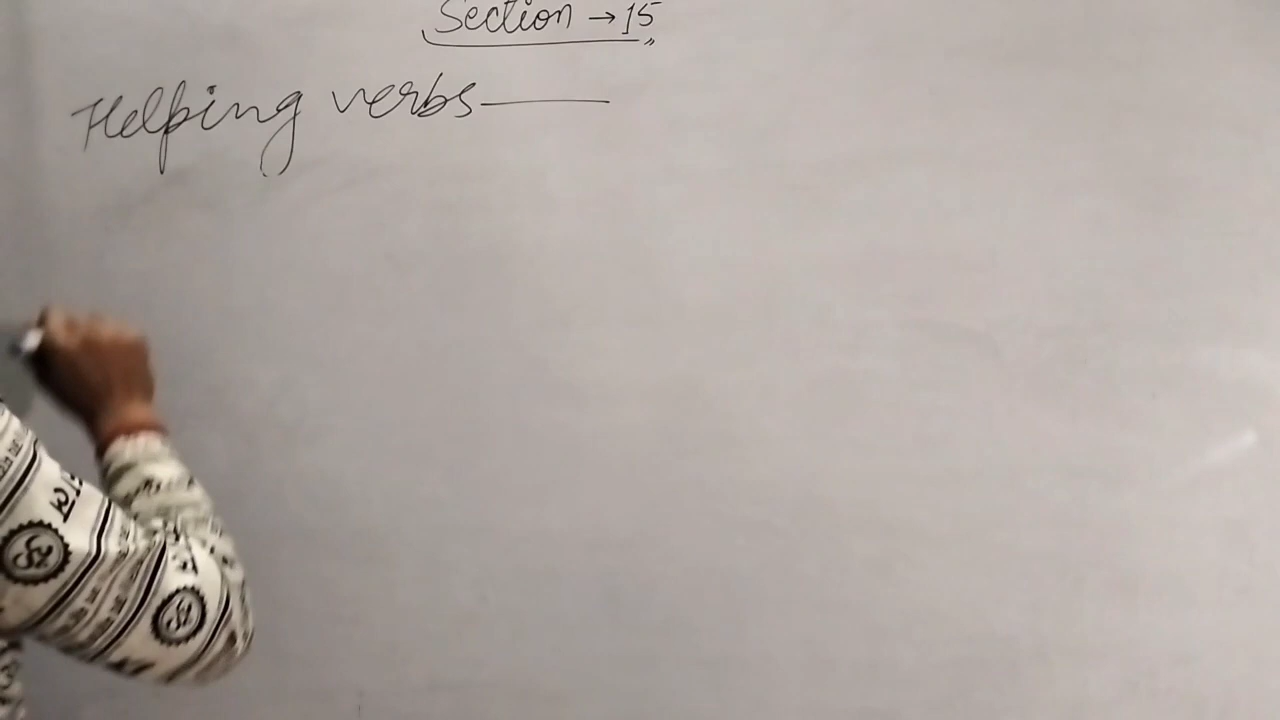 Section → 15
Helping verbs —